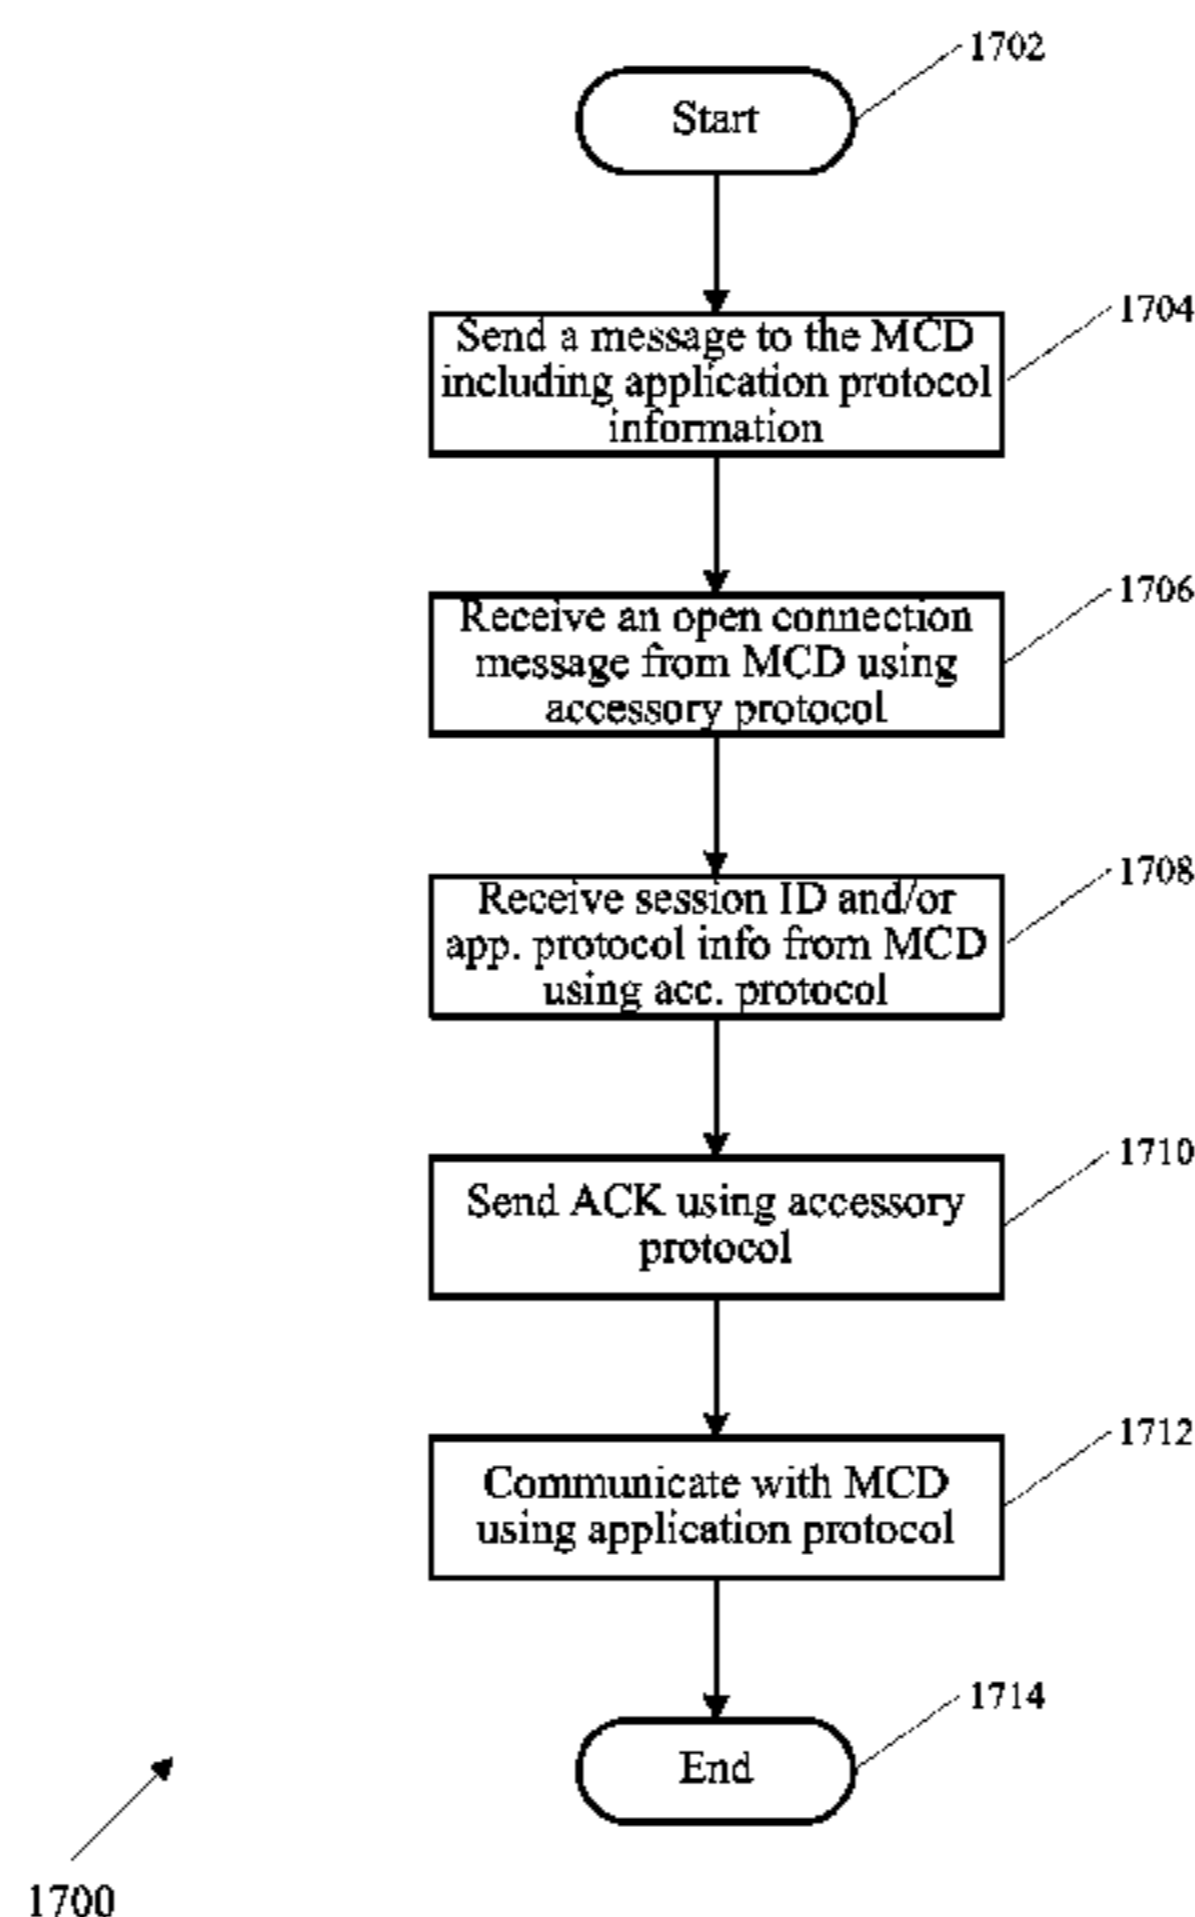 1702
Start
1704
Send a message to the MCD
including application protocol
information
1706
Receive an open connection
message from MCD using
accessory protocol
1708
Receive session ID and/or
app. protocol info from MCD
using acc. protocol
1710
Send ACK using accessory
protocol
1712
Communicate with MCD
using application protocol
1714
End
1700